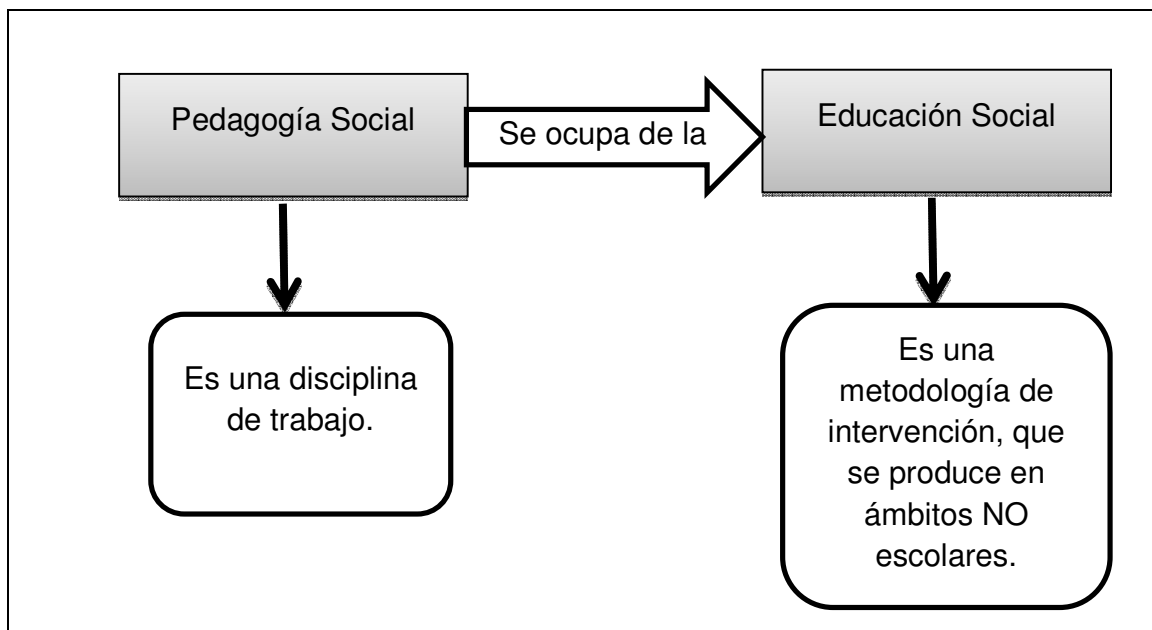 Pedagogía Social
Se ocupa de la
Educación Social
Es una disciplina
de trabajo.
Es una
metodología de
intervención, que
se produce en
ámbitos NO
escolares.